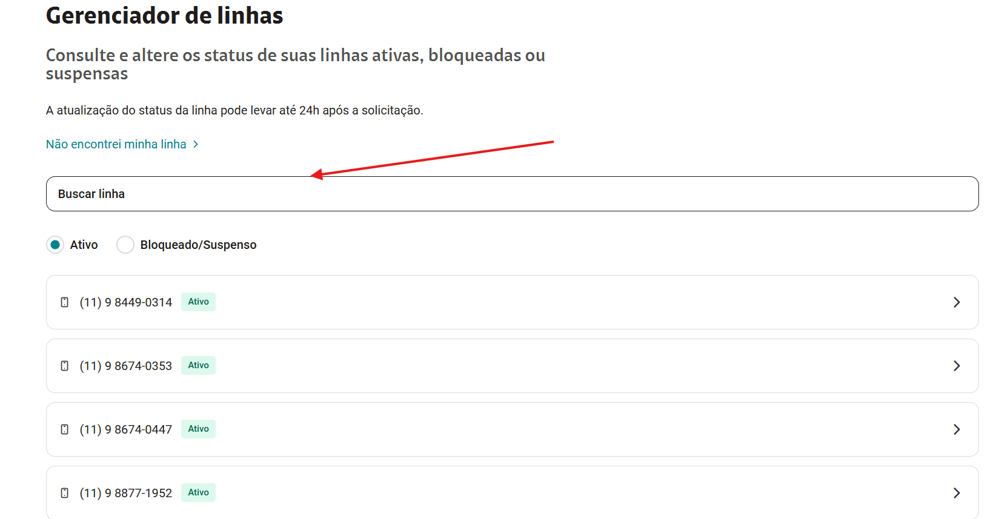 Gerenciador de linhas
Consulte e altere os status de suas linhas ativas, bloqueadas ou
suspensas
A atualização do status da linha pode levar até 24h após a solicitação.
Não encontrei minha linha
Buscar linha
Ativo Bloqueado/Suspenso
(11) 9 8449-0314 Ativo
(11) 9 8674-0353 Ativo
(11) 9 8674-0447 Ativo
(11) 9 8877-1952 Ativo